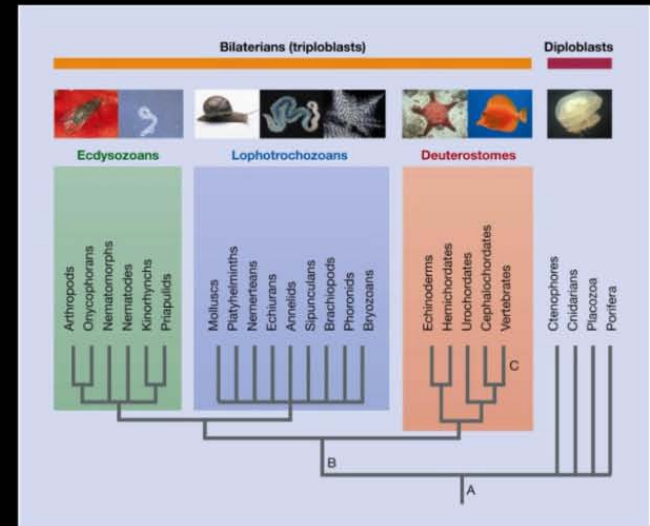 Bilaterians (triploblasts)
Diploblasts
Ecdysozoans
Lophotrochozoans
Deuterostomes
Arthropods
Onycophorans
Nematomorphs
Nematodes
Kinorhynchs
Priapulids
Molluscs
Platyhelminths
Nemerteans
Echiurans
Annelids
Sipunculans
Brachiopods
Phoronids
Bryozoans
Echinoderms
Hemichordates
Urochordates
Cephalochordates
Vertebrates
Ctenophores
Cnidarians
Placozoa
Porifera
C
B
A